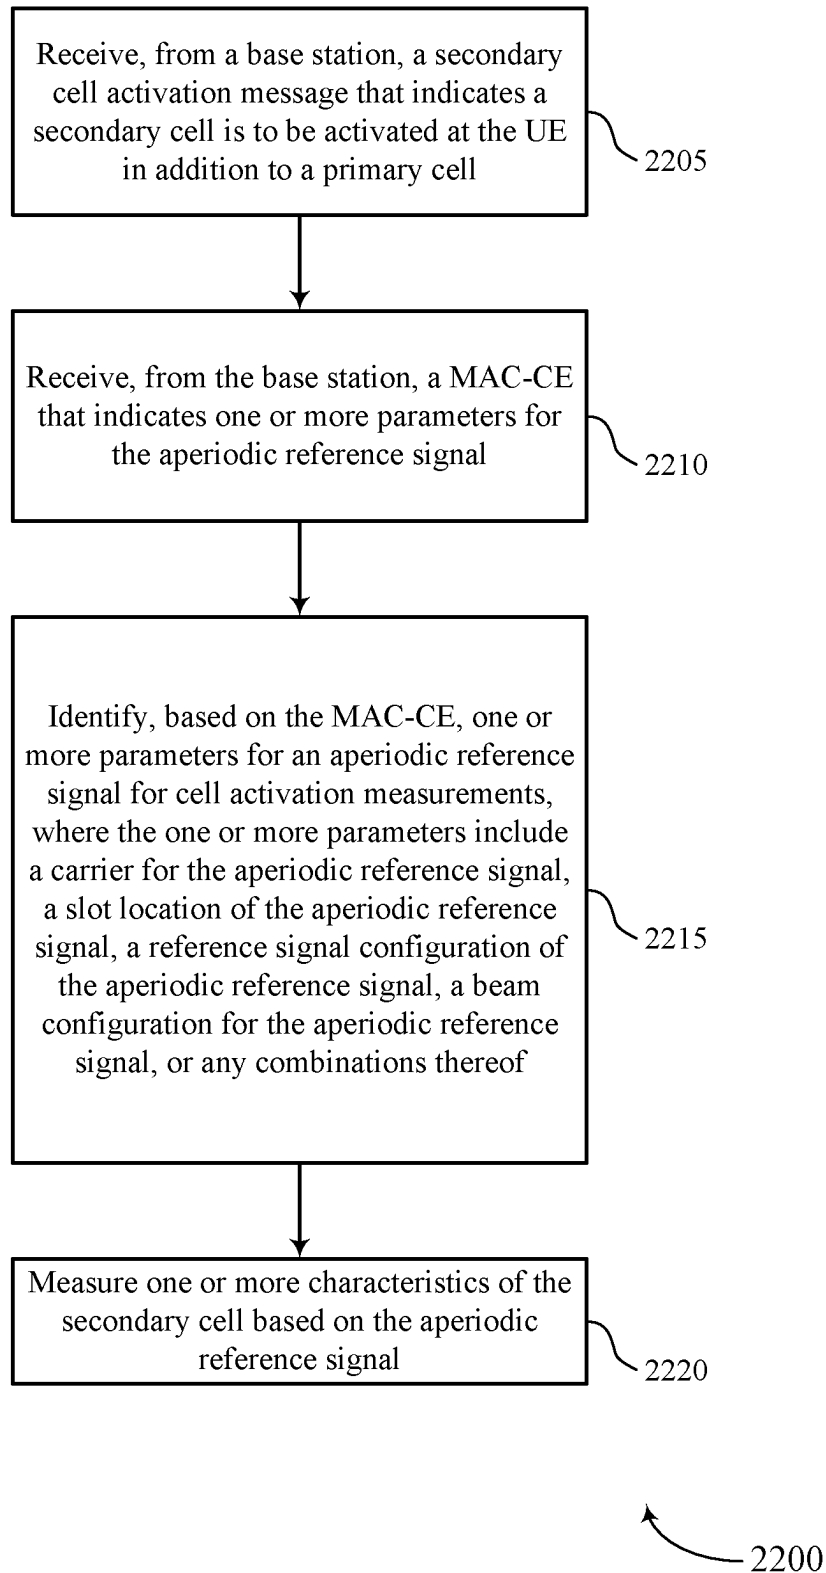 Receive, from a base station, a secondary
cell activation message that indicates a
secondary cell is to be activated at the UE
in addition to a primary cell
2205
Receive, from the base station, a MAC-CE
that indicates one or more parameters for
the aperiodic reference signal
2210
Identify, based on the MAC-CE, one or
more parameters for an aperiodic reference
signal for cell activation measurements,
where the one or more parameters include
a carrier for the aperiodic reference signal,
a slot location of the aperiodic reference
signal, a reference signal configuration of
the aperiodic reference signal, a beam
configuration for the aperiodic reference
signal, or any combinations thereof
2215
Measure one or more characteristics of the
secondary cell based on the aperiodic
reference signal
2220
2200